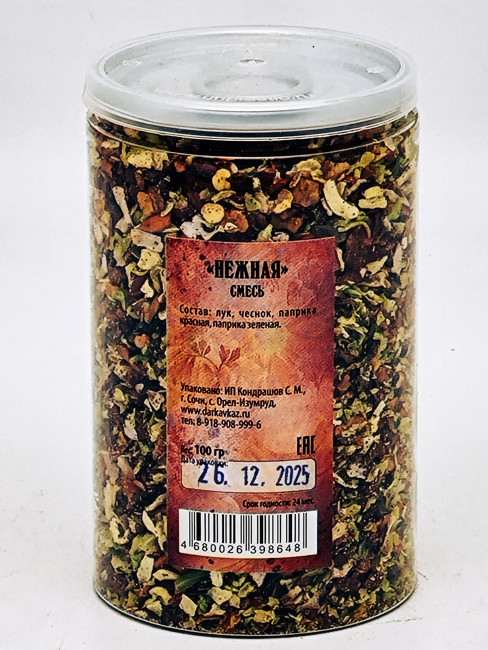 «НЕЖНАЯ»
СМЕСЬ
Состав: лук, чеснок, паприка
красная, паприка зеленая.
Упаковано: ИП Кондрашов С. М.,
г. Сочи, с. Орел-Изумруд,
www.darkavkaz.ru
тел: 8-918-908-999-6
EAC
Вес 100 гр
Дата упаковки:
26. 12. 2025
Срок годности: 24 мес.
4 680026 398648